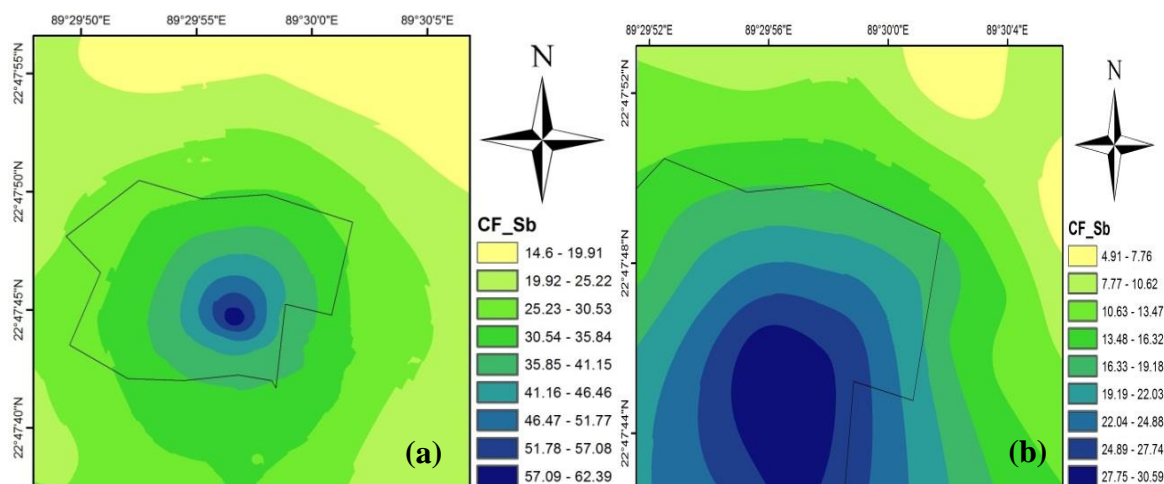 89°29'50"E 89°29'55"E 89°30'0"E 89°30'5"E
22°47'55"N
22°47'50"N
22°47'45"N
22°47'40"N
N
CF_Sb
14.6 - 19.91
19.92 - 25.22
25.23 - 30.53
30.54 - 35.84
35.85 - 41.15
41.16 - 46.46
46.47 - 51.77
51.78 - 57.08
57.09 - 62.39
(a)
89°29'52"E 89°29'56"E 89°30'0"E 89°30'4"E
22°47'52"N
22°47'48"N
22°47'44"N
N
CF_Sb
4.91 - 7.76
7.77 - 10.62
10.63 - 13.47
13.48 - 16.32
16.33 - 19.18
19.19 - 22.03
22.04 - 24.88
24.89 - 27.74
27.75 - 30.59
(b)